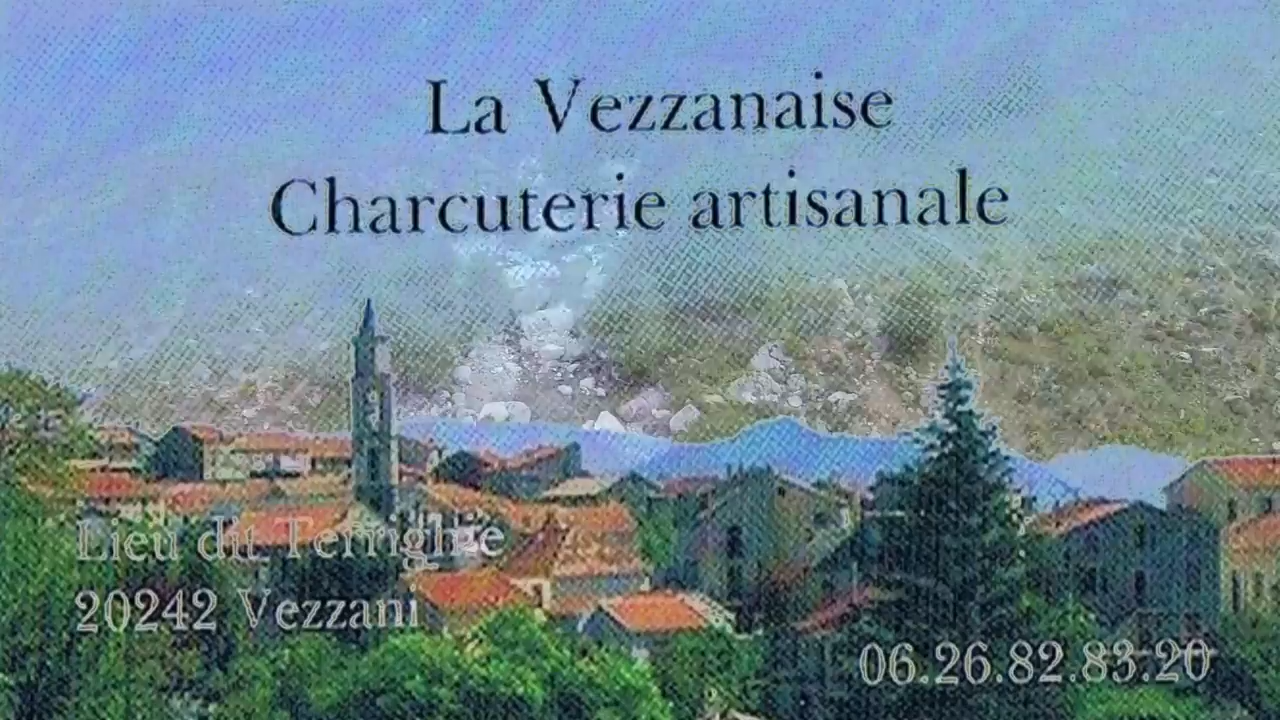 La Vezzanaise
Charcuterie artisanale
Lieu dit Terrighie
20242 Vezzani
06.26.82.83.20